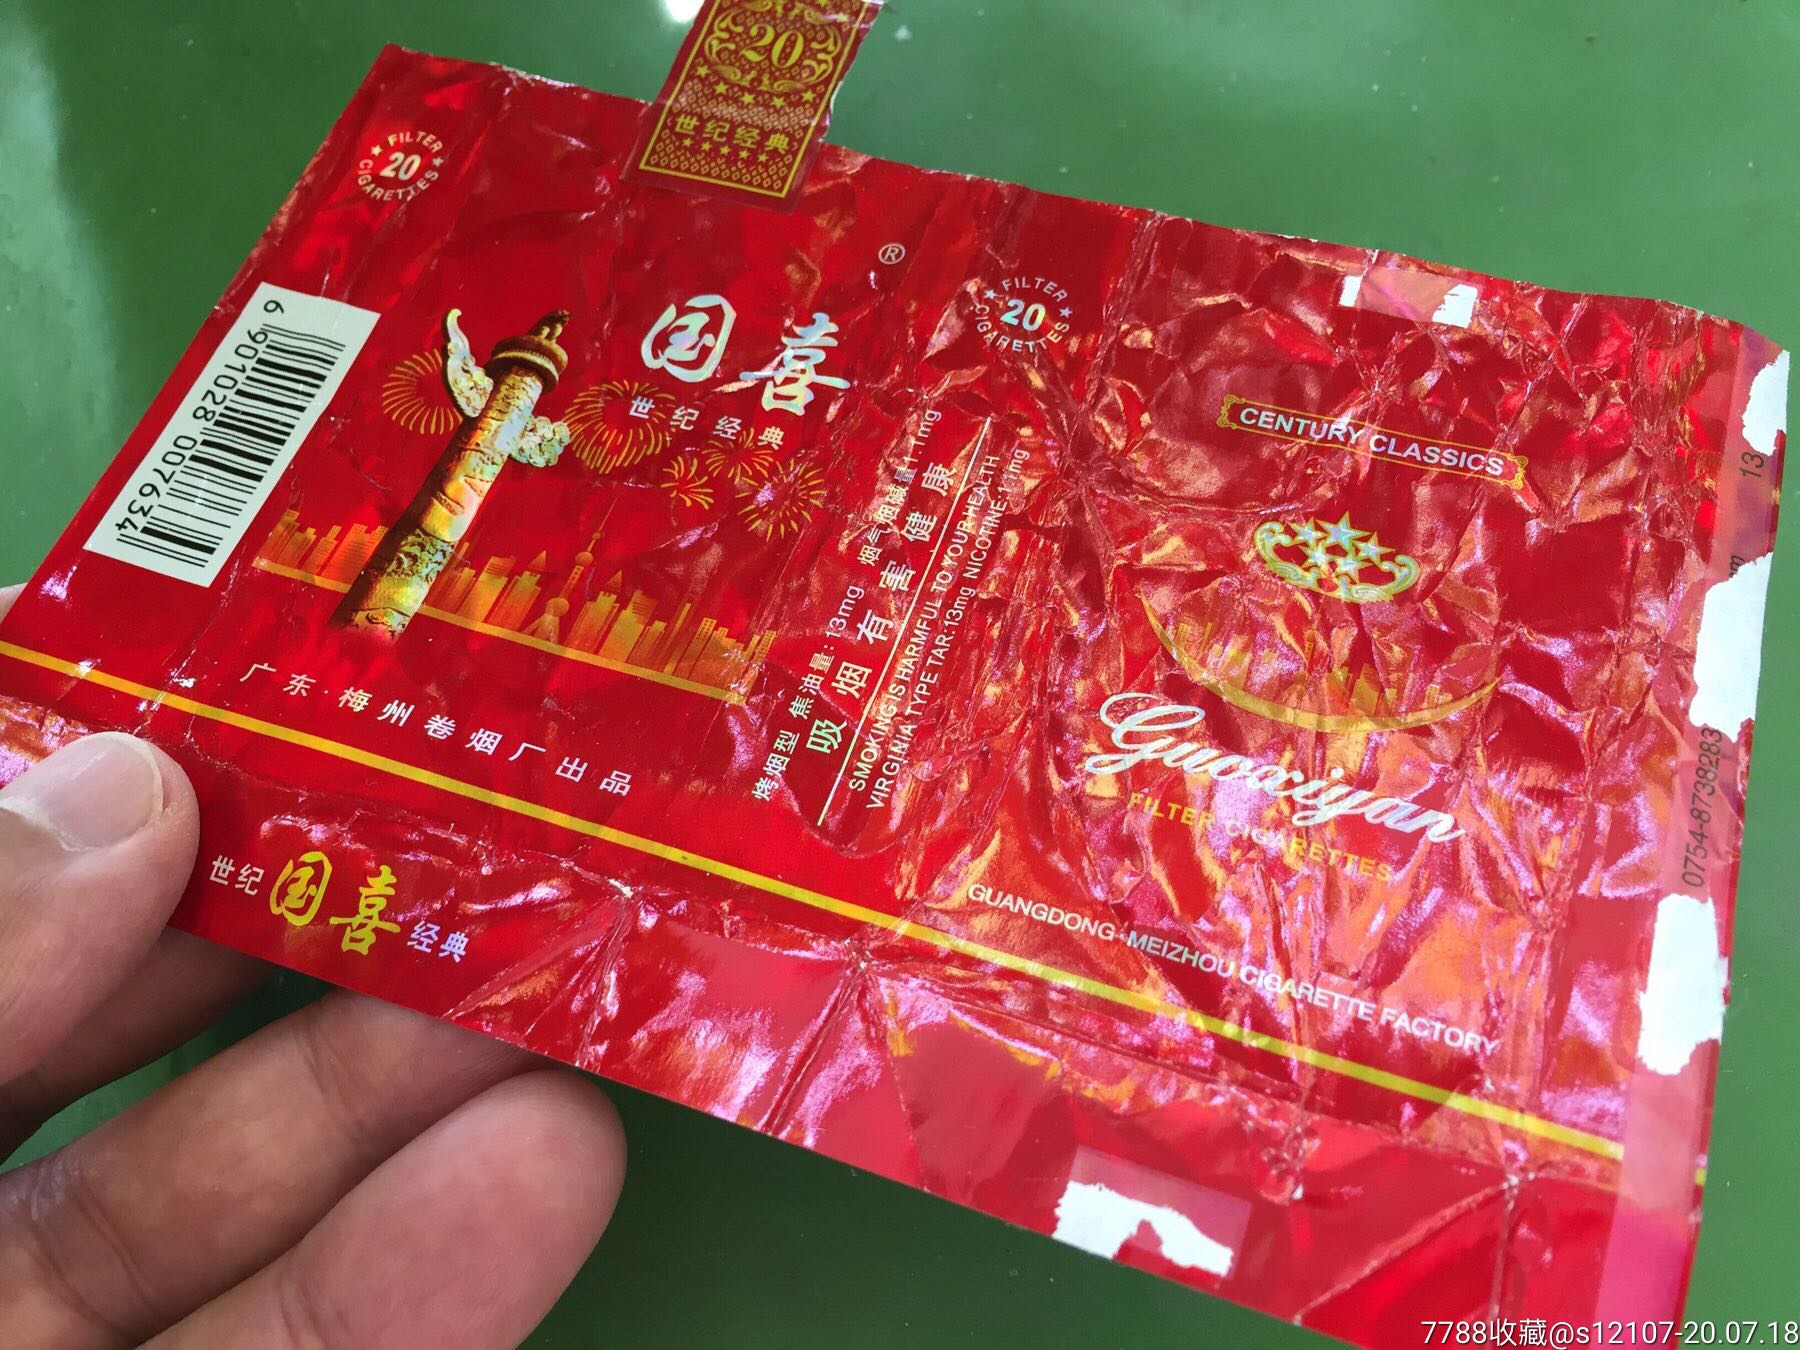 20
世纪经典
FILTER
20
CIGARETTES
®
国喜
世纪经典
6 901028 007634
广东·梅州卷烟厂出品
烤烟型 焦油量:13mg 烟气烟碱量1.1mg
吸烟有害健康
SMOKING IS HARMFUL TO YOUR HEALTH
VIRGINIA TYPE TAR:13mg NICOTINE:1.1mg
FILTER
20
CIGARETTES
CENTURY CLASSICS
Guoxiyan
FILTER CIGARETTES
GUANGDONG·MEIZHOU CIGARETTE FACTORY
世纪国喜经典
0754-8738283
13
7788收藏@s12107-20.07.18